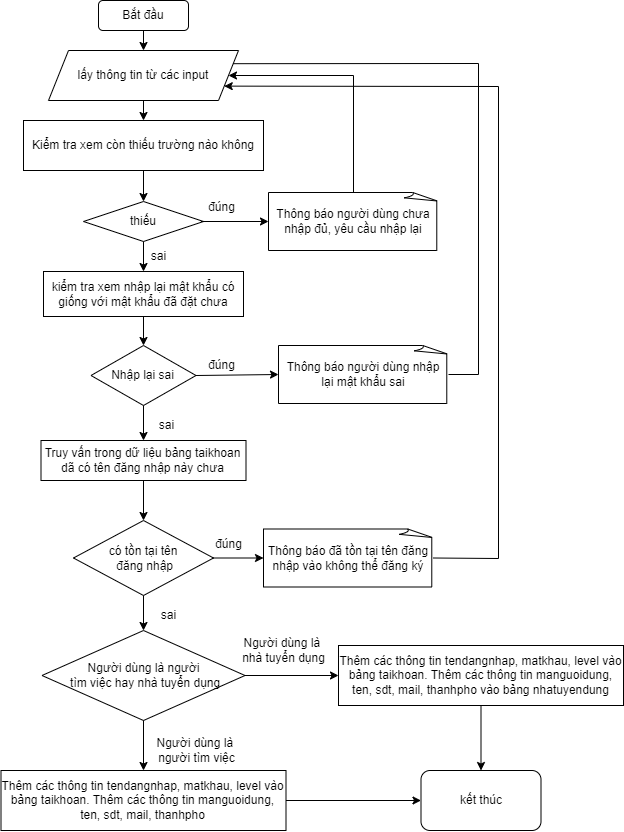 Bắt đầu
lấy thông tin từ các input
Kiểm tra xem còn thiếu trường nào không
thiếu
đúng
Thông báo người dùng chưa
nhập đủ, yêu cầu nhập lại
sai
kiểm tra xem nhập lại mật khẩu có
giống với mật khẩu đã đặt chưa
Nhập lại sai
đúng
Thông báo người dùng nhập
lại mật khẩu sai
sai
Truy vấn trong dữ liệu bảng taikhoan
dã có tên đăng nhập này chưa
có tồn tại tên
đăng nhập
đúng
Thông báo đã tồn tại tên đăng
nhập vào không thể đăng ký
sai
Người dùng là người
tìm việc hay nhà tuyển dụng
Người dùng là
nhà tuyển dụng
Thêm các thông tin tendangnhap, matkhau, level vào
bảng taikhoan. Thêm các thông tin manguoidung,
ten, sdt, mail, thanhpho vào bảng nhatuyendung
Người dùng là
người tìm việc
Thêm các thông tin tendangnhap, matkhau, level vào
bảng taikhoan. Thêm các thông tin manguoidung,
ten, sdt, mail, thanhpho
kết thúc